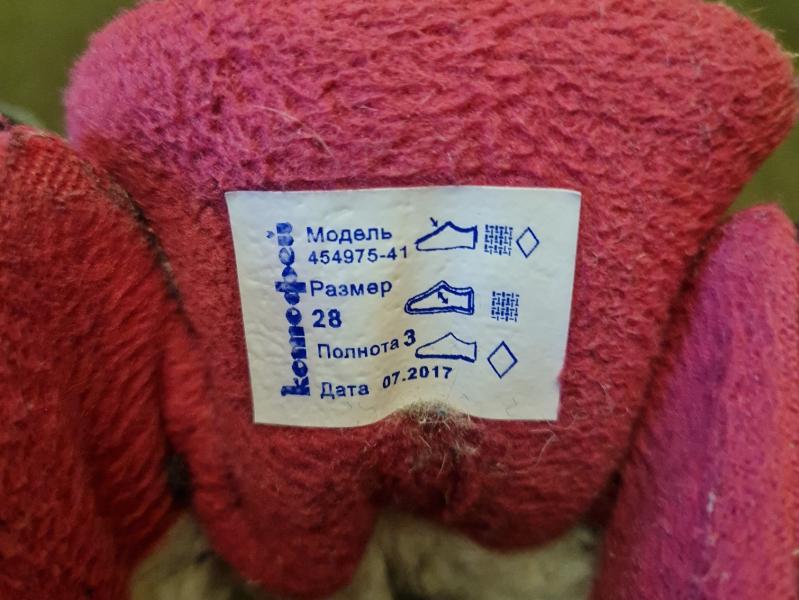 котофей
Модель
454975-41
Размер
28
Полнота 3
Дата 07.2017